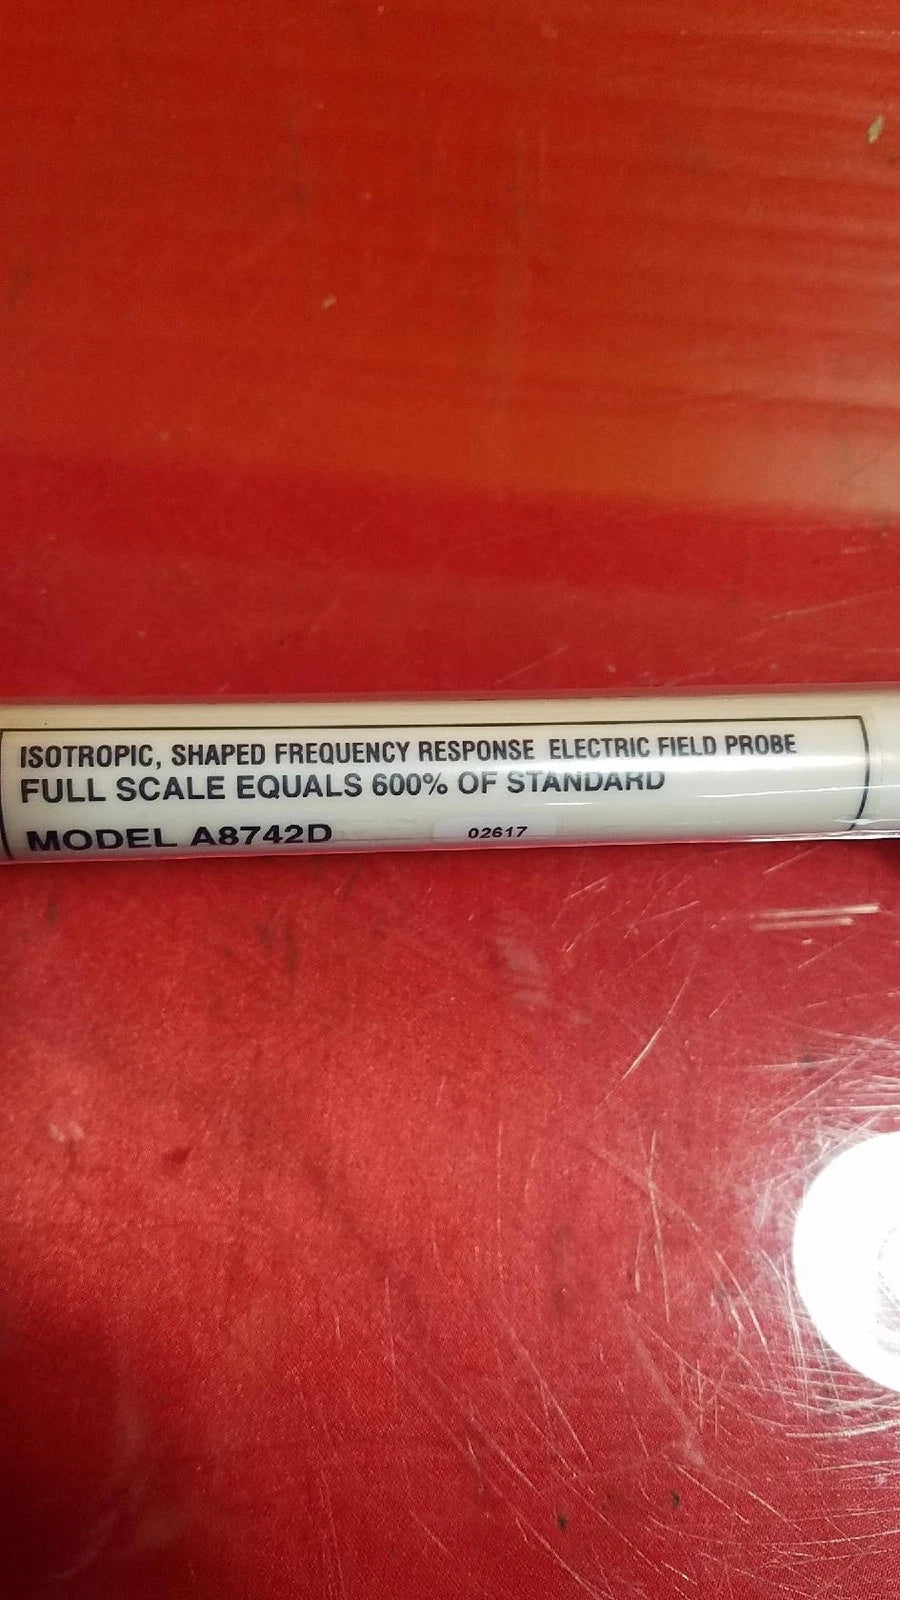 ISOTROPIC, SHAPED FREQUENCY RESPONSE ELECTRIC FIELD PROBE
FULL SCALE EQUALS 600% OF STANDARD
MODEL A8742D 02617